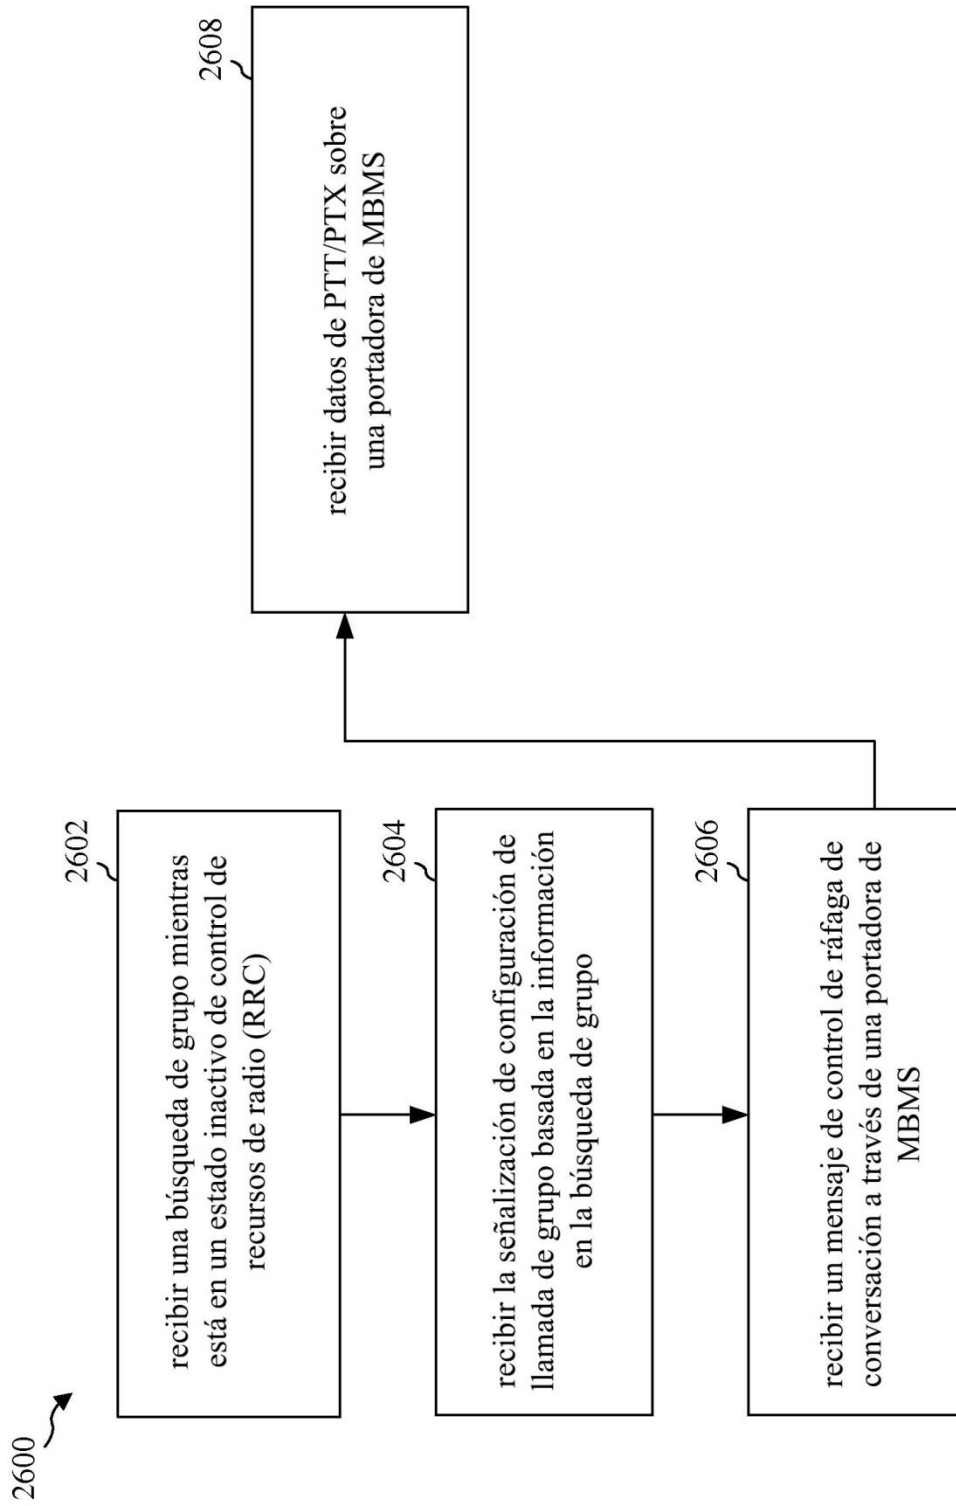 2600
2602
recibir una búsqueda de grupo mientras
está en un estado inactivo de control de
recursos de radio (RRC)
2604
recibir la señalización de configuración de
llamada de grupo basada en la información
en la búsqueda de grupo
2606
recibir un mensaje de control de ráfaga de
conversación a través de una portadora de
MBMS
2608
recibir datos de PTT/PTX sobre
una portadora de MBMS